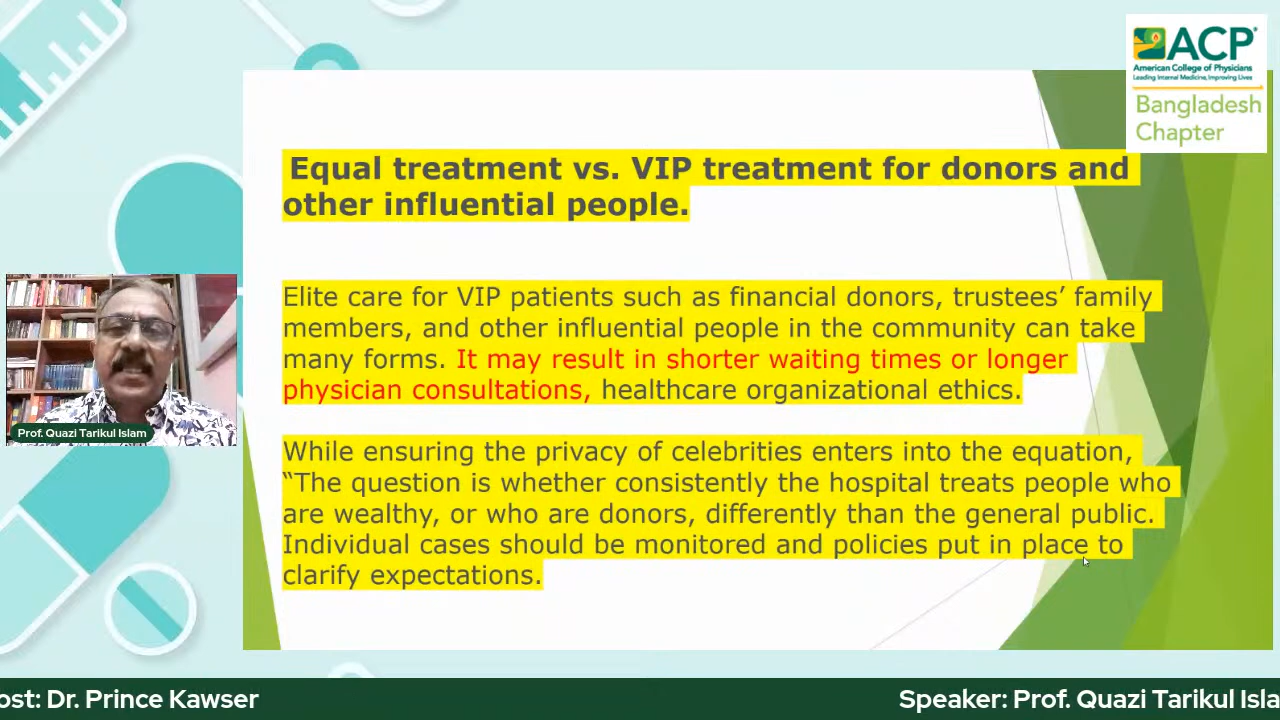 ACP®
American College of Physicians
Leading Internal Medicine, Improving Lives
Bangladesh
Chapter
Equal treatment vs. VIP treatment for donors and
other influential people.
Elite care for VIP patients such as financial donors, trustees’ family
members, and other influential people in the community can take
many forms. It may result in shorter waiting times or longer
physician consultations, healthcare organizational ethics.
While ensuring the privacy of celebrities enters into the equation,
“The question is whether consistently the hospital treats people who
are wealthy, or who are donors, differently than the general public.
Individual cases should be monitored and policies put in place to
clarify expectations.
Prof. Quazi Tarikul Islam
ost: Dr. Prince Kawser
Speaker: Prof. Quazi Tarikul Isla